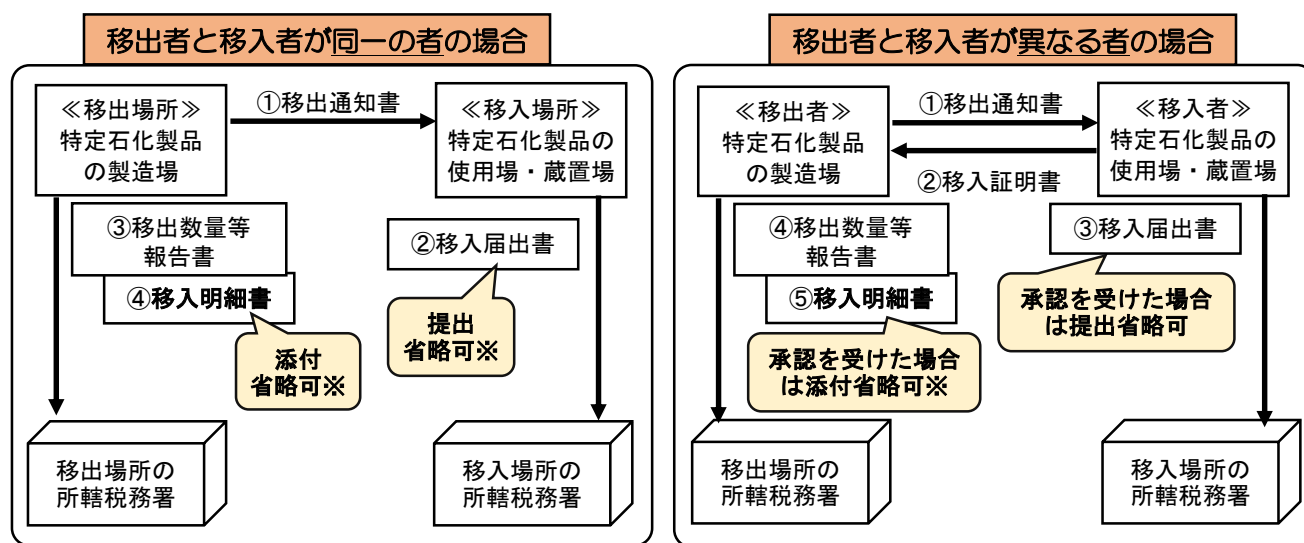 移出者と移入者が同一の者の場合
≪移出場所≫
特定石化製品
の製造場
①移出通知書
≪移入場所≫
特定石化製品の
使用場・蔵置場
③移出数量等
報告書
④移入明細書
添付
省略可※
②移入届出書
提出
省略可※
移出場所の
所轄税務署
移入場所の
所轄税務署
移出者と移入者が異なる者の場合
≪移出者≫
特定石化製品
の製造場
①移出通知書
②移入証明書
≪移入者≫
特定石化製品の
使用場・蔵置場
④移出数量等
報告書
⑤移入明細書
承認を受けた場合
は添付省略可※
③移入届出書
承認を受けた場合
は提出省略可
移出場所の
所轄税務署
移入場所の
所轄税務署